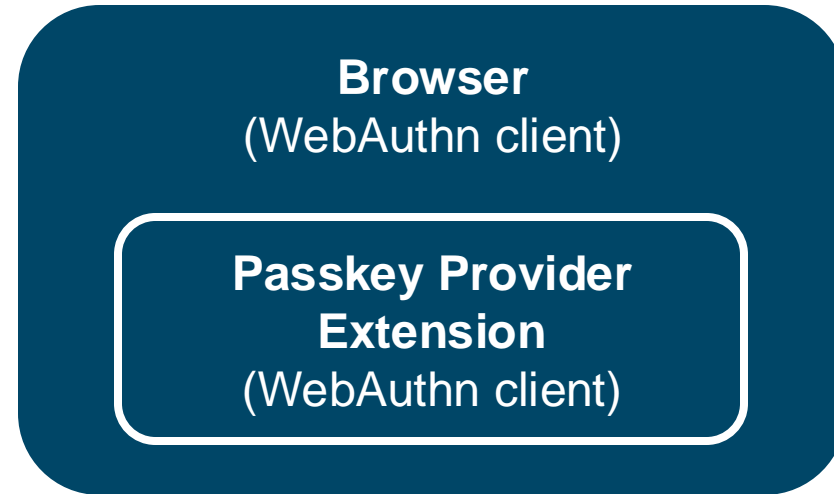 Browser
(WebAuthn client)
Passkey Provider
Extension
(WebAuthn client)